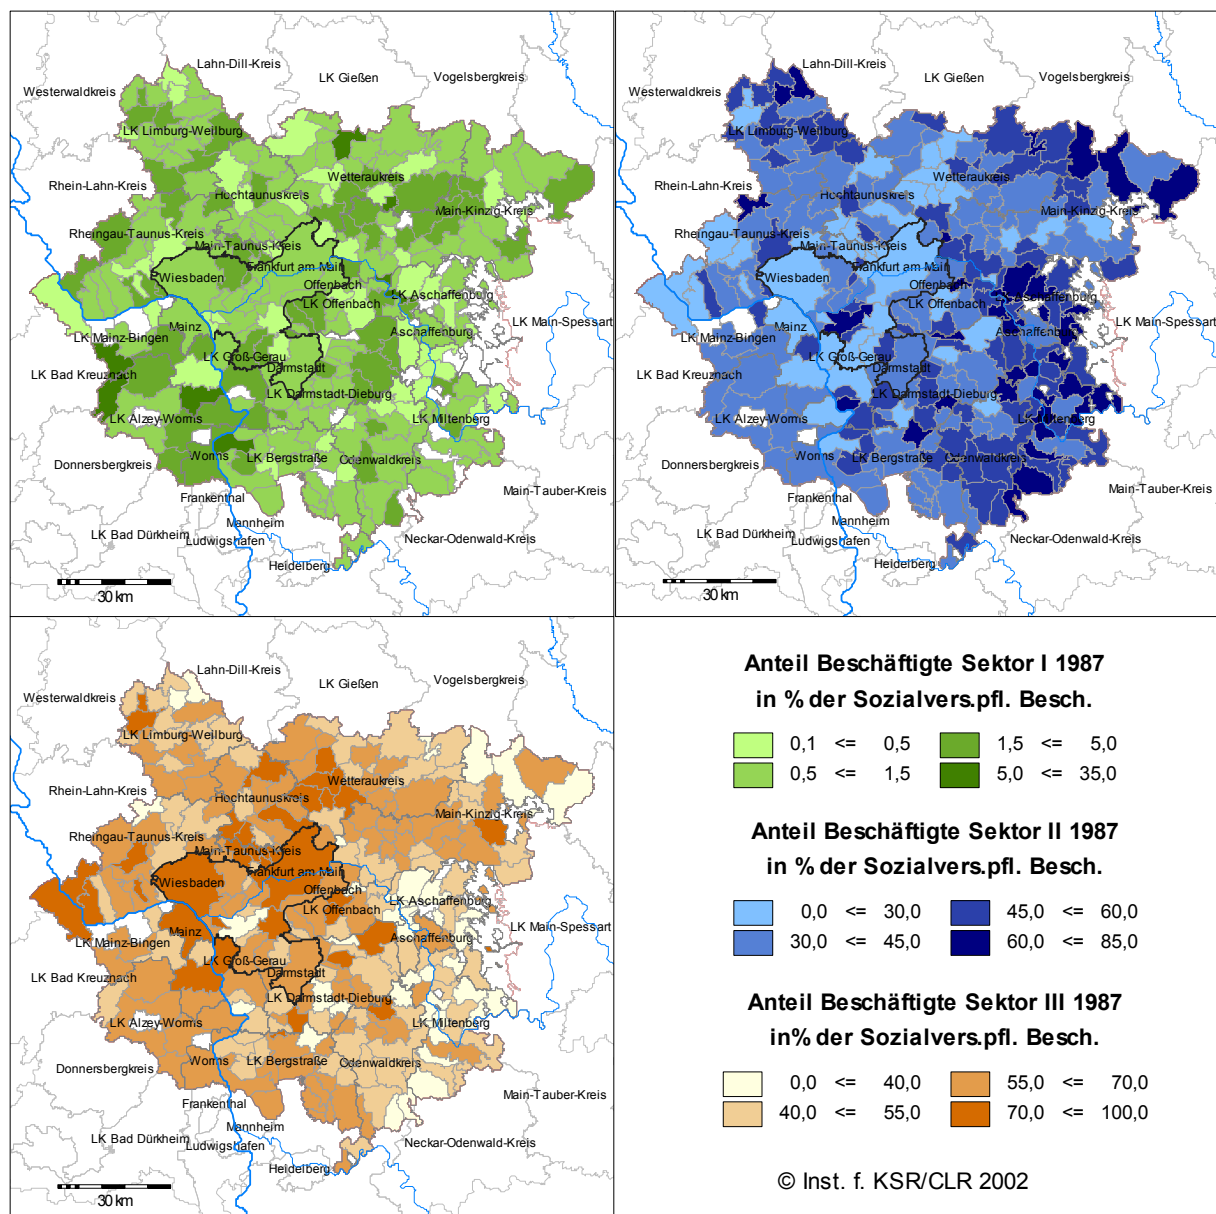 Lahn-Dill-Kreis
LK Gießen
Vogelsbergkreis
Westerwaldkreis
LK Limburg-Weilburg
Rhein-Lahn-Kreis
Wetteraukreis
Hochtaunuskreis
Main-Kinzig-Kreis
Rheingau-Taunus-Kreis
Main-Taunus-Kreis
Wiesbaden
Frankfurt am Main
Offenbach
LK Offenbach
LK Aschaffenburg
Mainz
Aschaffenburg
LK Main-Spessart
LK Mainz-Bingen
LK Groß-Gerau
Darmstadt
LK Bad Kreuznach
LK Darmstadt-Dieburg
LK Alzey-Worms
LK Miltenberg
Worms
LK Bergstraße
Odenwaldkreis
Donnersbergkreis
Main-Tauber-Kreis
Frankenthal
Mannheim
LK Bad Dürkheim
Ludwigshafen
Neckar-Odenwald-Kreis
Heidelberg
30 km
Lahn-Dill-Kreis
LK Gießen
Vogelsbergkreis
Westerwaldkreis
LK Limburg-Weilburg
Rhein-Lahn-Kreis
Wetteraukreis
Hochtaunuskreis
Main-Kinzig-Kreis
Rheingau-Taunus-Kreis
Main-Taunus-Kreis
Wiesbaden
Frankfurt am Main
Offenbach
LK Offenbach
LK Aschaffenburg
Mainz
Aschaffenburg
LK Main-Spessart
LK Mainz-Bingen
LK Groß-Gerau
Darmstadt
LK Bad Kreuznach
LK Darmstadt-Dieburg
LK Alzey-Worms
LK Miltenberg
Worms
LK Bergstraße
Odenwaldkreis
Donnersbergkreis
Main-Tauber-Kreis
Frankenthal
Mannheim
LK Bad Dürkheim
Ludwigshafen
Neckar-Odenwald-Kreis
Heidelberg
30 km
Lahn-Dill-Kreis
LK Gießen
Vogelsbergkreis
Westerwaldkreis
LK Limburg-Weilburg
Rhein-Lahn-Kreis
Wetteraukreis
Hochtaunuskreis
Main-Kinzig-Kreis
Rheingau-Taunus-Kreis
Main-Taunus-Kreis
Wiesbaden
Frankfurt am Main
Offenbach
LK Offenbach
LK Aschaffenburg
Mainz
Aschaffenburg
LK Main-Spessart
LK Mainz-Bingen
LK Groß-Gerau
Darmstadt
LK Bad Kreuznach
LK Darmstadt-Dieburg
LK Alzey-Worms
LK Miltenberg
Worms
LK Bergstraße
Odenwaldkreis
Donnersbergkreis
Main-Tauber-Kreis
Frankenthal
Mannheim
LK Bad Dürkheim
Ludwigshafen
Neckar-Odenwald-Kreis
Heidelberg
30 km
Anteil Beschäftigte Sektor I 1987
in % der Sozialvers.pfl. Besch.
0,1 <= 0,5 1,5 <= 5,0
0,5 <= 1,5 5,0 <= 35,0
Anteil Beschäftigte Sektor II 1987
in % der Sozialvers.pfl. Besch.
0,0 <= 30,0 45,0 <= 60,0
30,0 <= 45,0 60,0 <= 85,0
Anteil Beschäftigte Sektor III 1987
in% der Sozialvers.pfl. Besch.
0,0 <= 40,0 55,0 <= 70,0
40,0 <= 55,0 70,0 <= 100,0
© Inst. f. KSR/CLR 2002